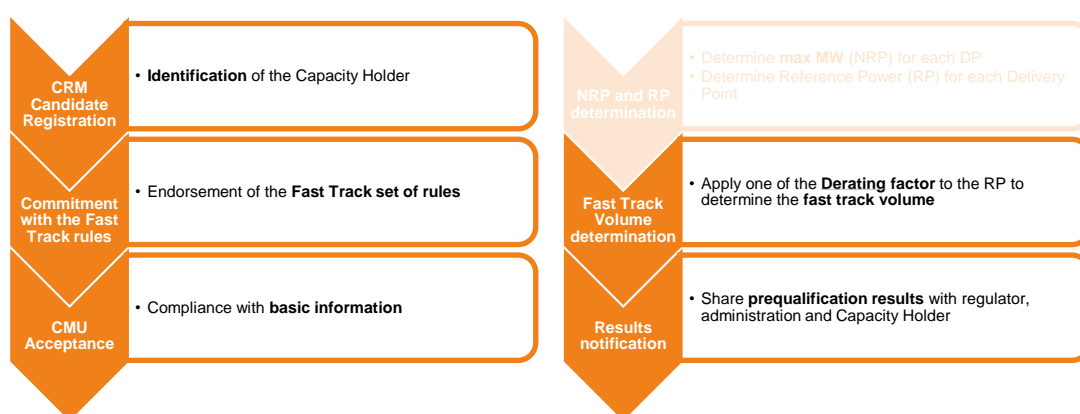 CRM
Candidate
Registration
• Identification of the Capacity Holder
Commitment
with the Fast
Track rules
• Endorsement of the Fast Track set of rules
CMU
Acceptance
• Compliance with basic information
NRP and RP
determination
• Determine max MW (NRP) for each DP
• Determine Reference Power (RP) for each Delivery
Point
Fast Track
Volume
determination
• Apply one of the Derating factor to the RP to
determine the fast track volume
Results
notification
• Share prequalification results with regulator,
administration and Capacity Holder